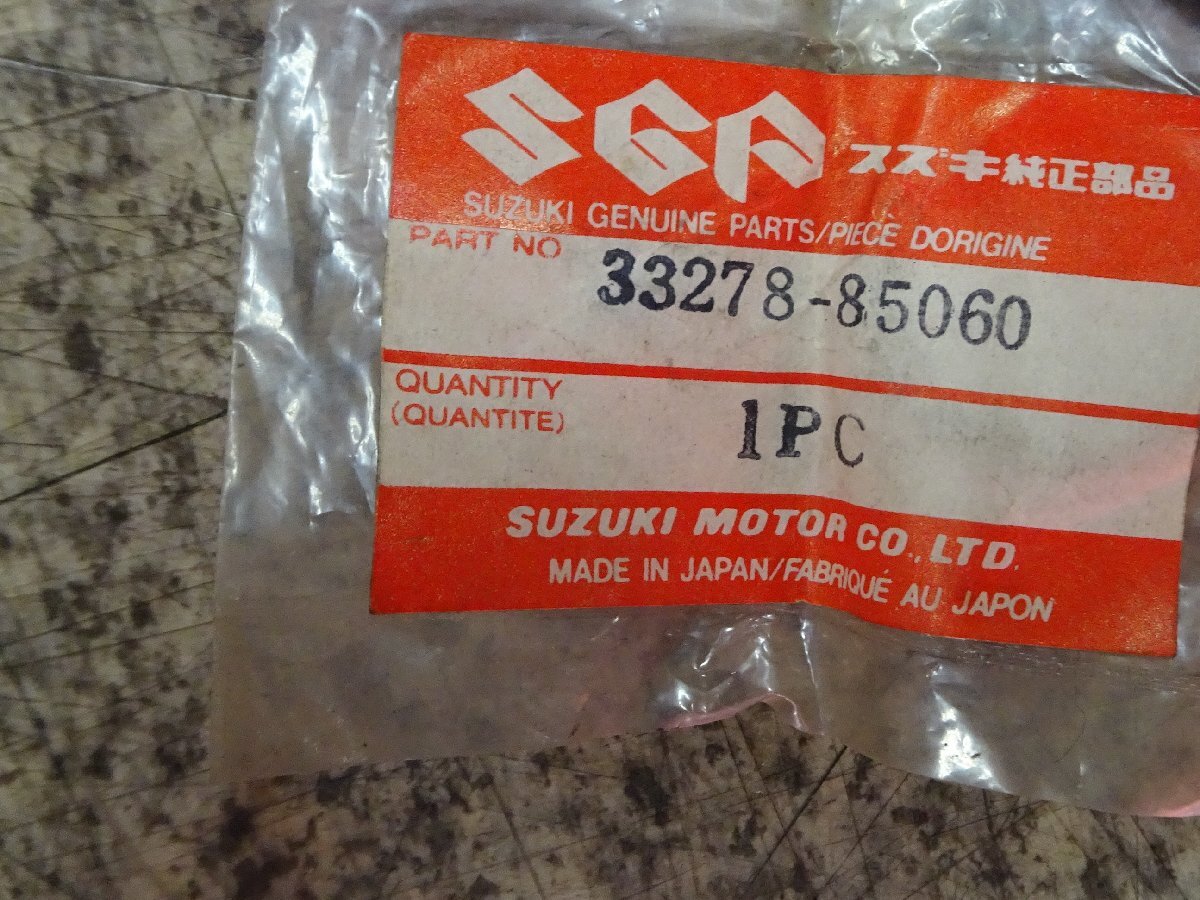 SGP スズキ純正部品
SUZUKI GENUINE PARTS/PIECÈ DORIGINE
PART NO 33278-85060
QUANTITY
(QUANTITE) 1PC
SUZUKI MOTOR CO., LTD.
MADE IN JAPAN/FABRIQUÉ AU JAPON